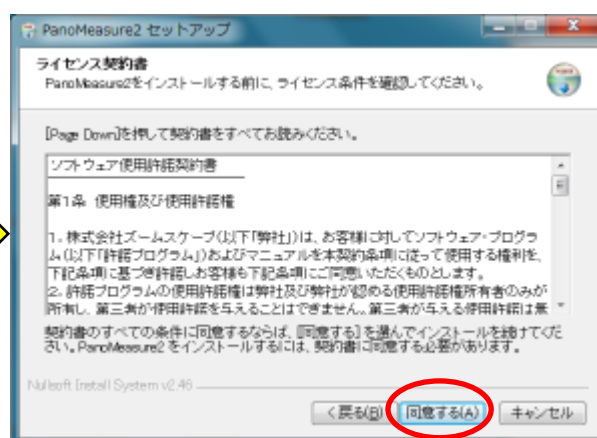 PanoMeasure2 セットアップ
ライセンス契約書
PanoMeasure2をインストールする前に、ライセンス条件を確認してください。
[Page Down]を押して契約書をすべてお読みください。
ソフトウェア使用許諾契約書
第1条 使用権及び使用許諾権
1. 株式会社ズームスケープ(以下「弊社」)は、お客様に対してソフトウェア・プログラ
ム(以下「許諾プログラム」)およびマニュアルを本契約条項に従って使用する権利を、
下記条項に基づき許諾しお客様も下記条項にご同意いただくものとします。
2. 許諾プログラムの使用許諾権は弊社及び弊社が認める使用許諾権所有者のみが
所有し、第三者が使用許諾を与えることはできません。第三者が与える使用許諾は無
契約書のすべての条件に同意するならば、[同意する] を選んでインストールを続けてくだ
さい。PanoMeasure2 をインストールするには、契約書に同意する必要があります。
Nullsoft Install System v2.46
< 戻る(B)
同意する(A)
キャンセル